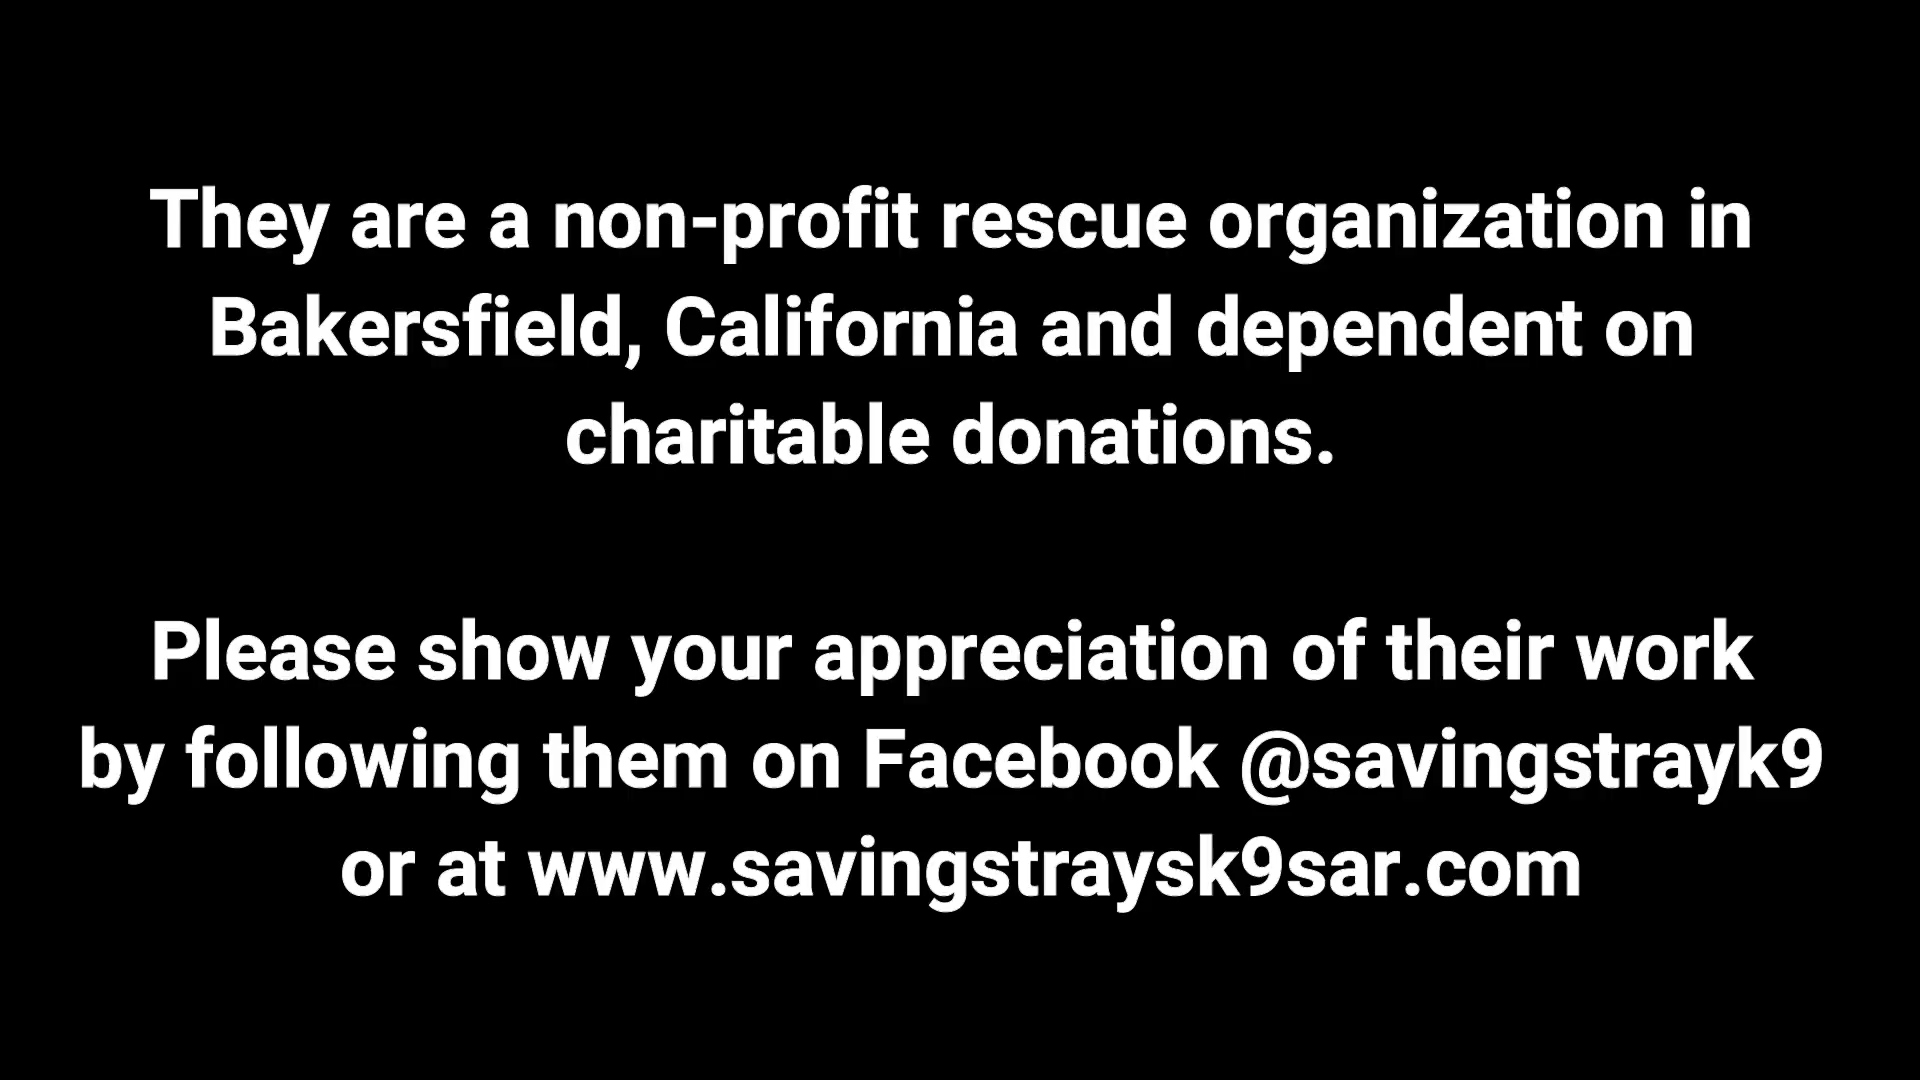 They are a non-profit rescue organization in
Bakersfield, California and dependent on
charitable donations.
Please show your appreciation of their work
by following them on Facebook @savingstrayk9
or at www.savingstraysk9sar.com